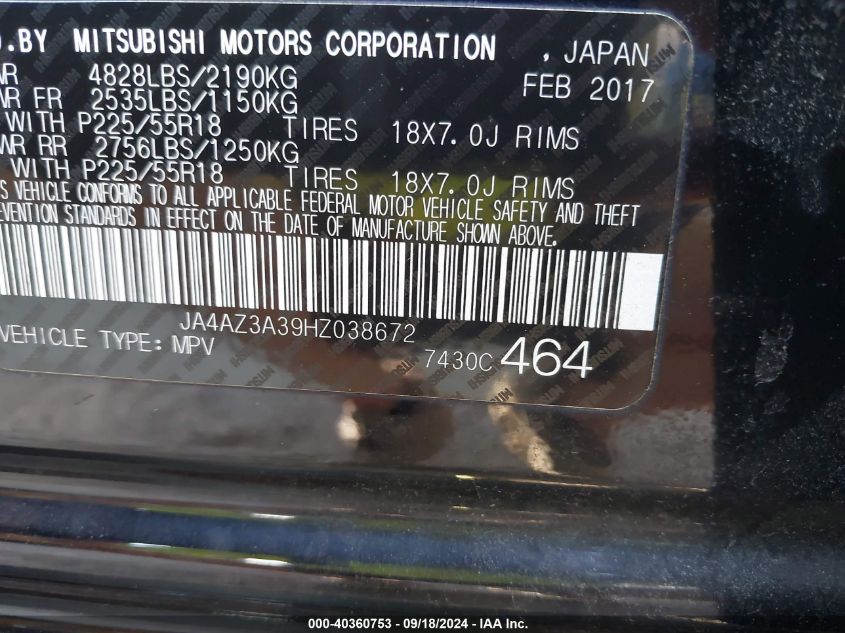 D.BY MITSUBISHI MOTORS CORPORATION , JAPAN
WR 4828LBS/2190KG FEB 2017
WR FR 2535LBS/1150KG
WITH P225/55R18 TIRES 18X7.0J RIMS
WR RR 2756LBS/1250KG
WITH P225/55R18 TIRES 18X7.0J RIMS
S VEHICLE CONFORMS TO ALL APPLICABLE FEDERAL MOTOR VEHICLE SAFETY AND THEFT
EVENTION STANDARDS IN EFFECT ON THE DATE OF MANUFACTURE SHOWN ABOVE.
JA4AZ3A39HZ038672
VEHICLE TYPE: MPV 7430C 464
000-40360753 - 09/18/2024 - IAA Inc.